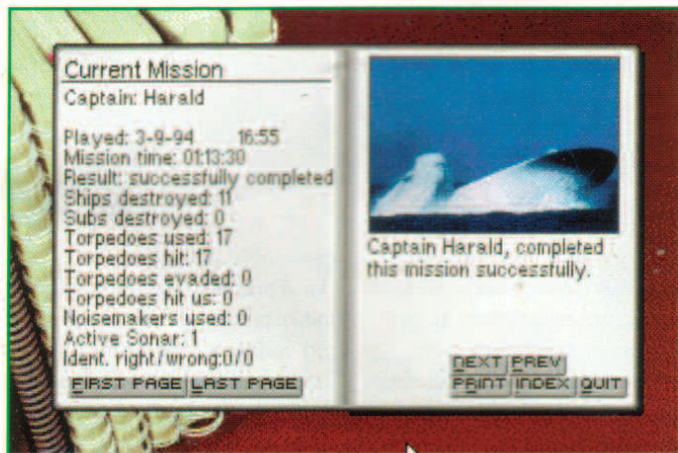 Current Mission
Captain: Harald
Played: 3-9-94 16:55
Mission time: 01:13:30
Result: successfully completed
Ships destroyed: 11
Subs destroyed: 0
Torpedoes used: 17
Torpedoes hit: 17
Torpedoes evaded: 0
Torpedoes hit us: 0
Noisemakers used: 0
Active Sonar: 1
Ident. right/wrong:0/0
FIRST PAGE LAST PAGE
Captain Harald, completed
this mission successfully.
NEXT PREV
PRINT INDEX QUIT